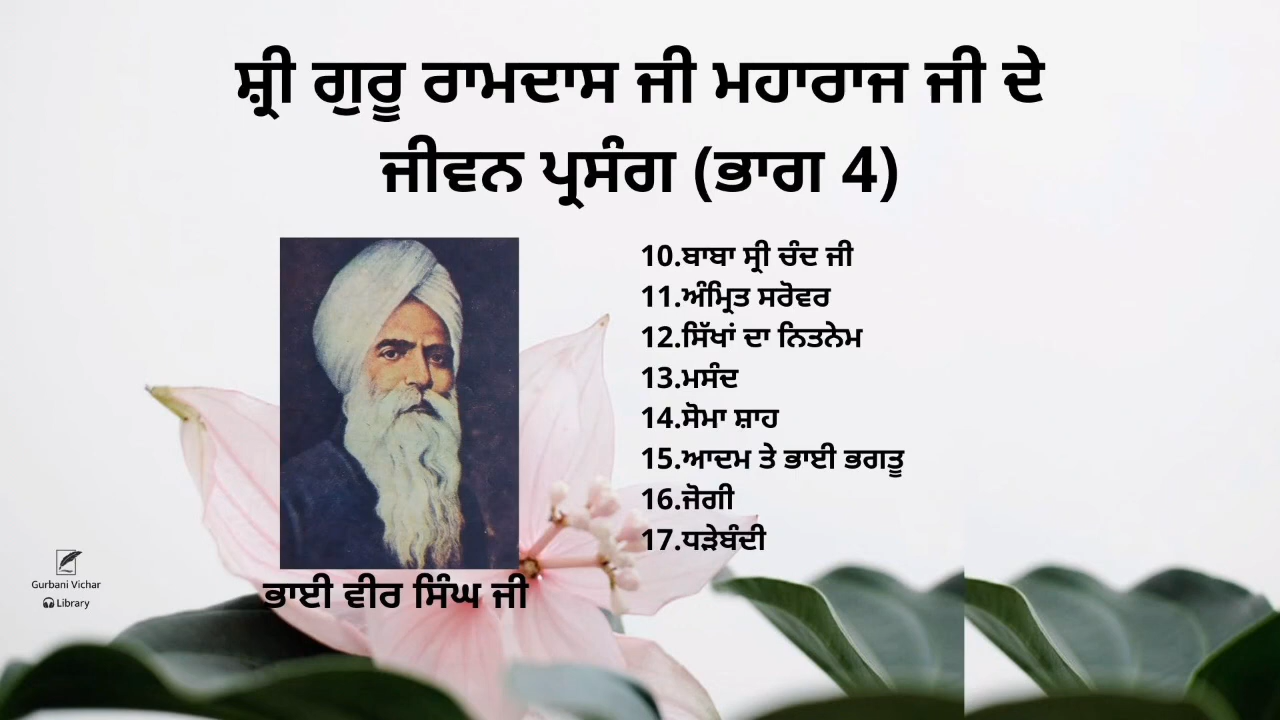 ਸ਼੍ਰੀ ਗੁਰੂ ਰਾਮਦਾਸ ਜੀ ਮਹਾਰਾਜ ਜੀ ਦੇ
ਜੀਵਨ ਪ੍ਰਸੰਗ (ਭਾਗ 4)
10.ਬਾਬਾ ਸ੍ਰੀ ਚੰਦ ਜੀ
11.ਅੰਮ੍ਰਿਤ ਸਰੋਵਰ
12.ਸਿੱਖਾਂ ਦਾ ਨਿਤਨੇਮ
13.ਮਸੰਦ
14.ਸੋਮਾ ਸ਼ਾਹ
15.ਆਦਮ ਤੇ ਭਾਈ ਭਗਤੂ
16.ਜੋਗੀ
17.ਧੜੇਬੰਦੀ
ਭਾਈ ਵੀਰ ਸਿੰਘ ਜੀ
Gurbani Vichar
Library